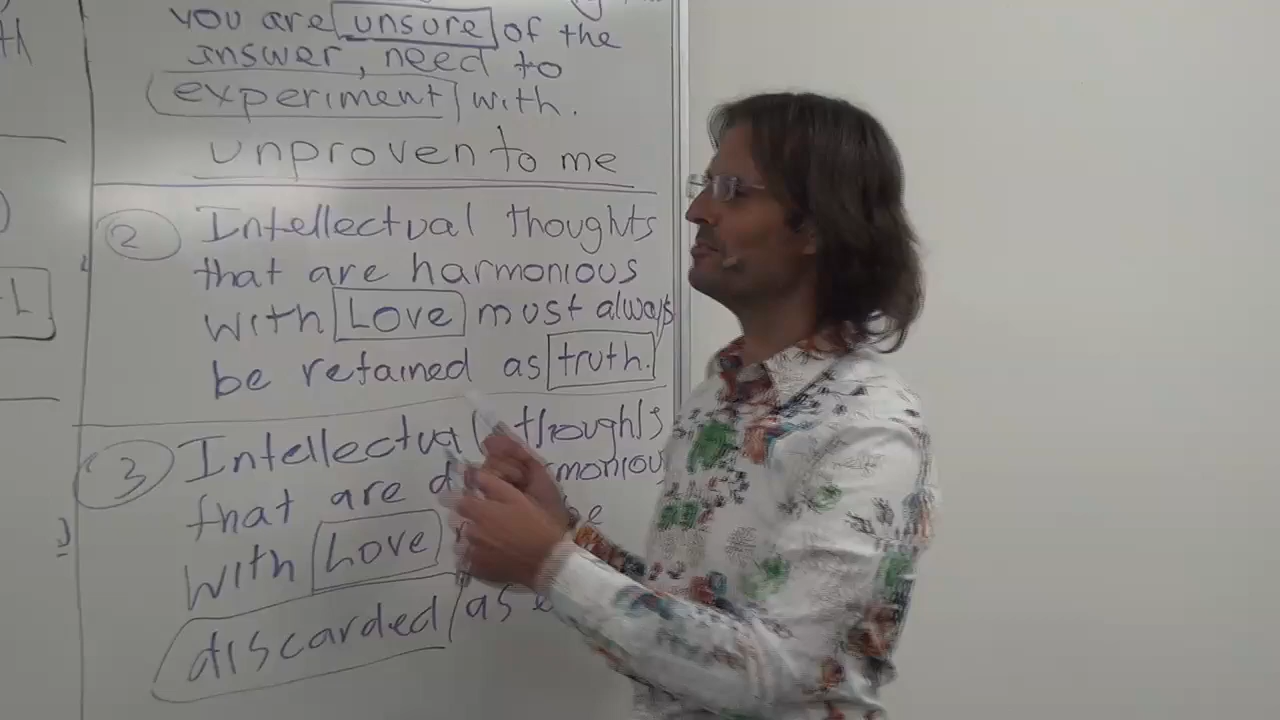 you are unsure of the
answer, need to
experiment with.
unproven to me
2 Intellectual thoughts
that are harmonious
with Love must always
be retained as truth.
3 Intellectual thoughts
that are
with Love
discarded as